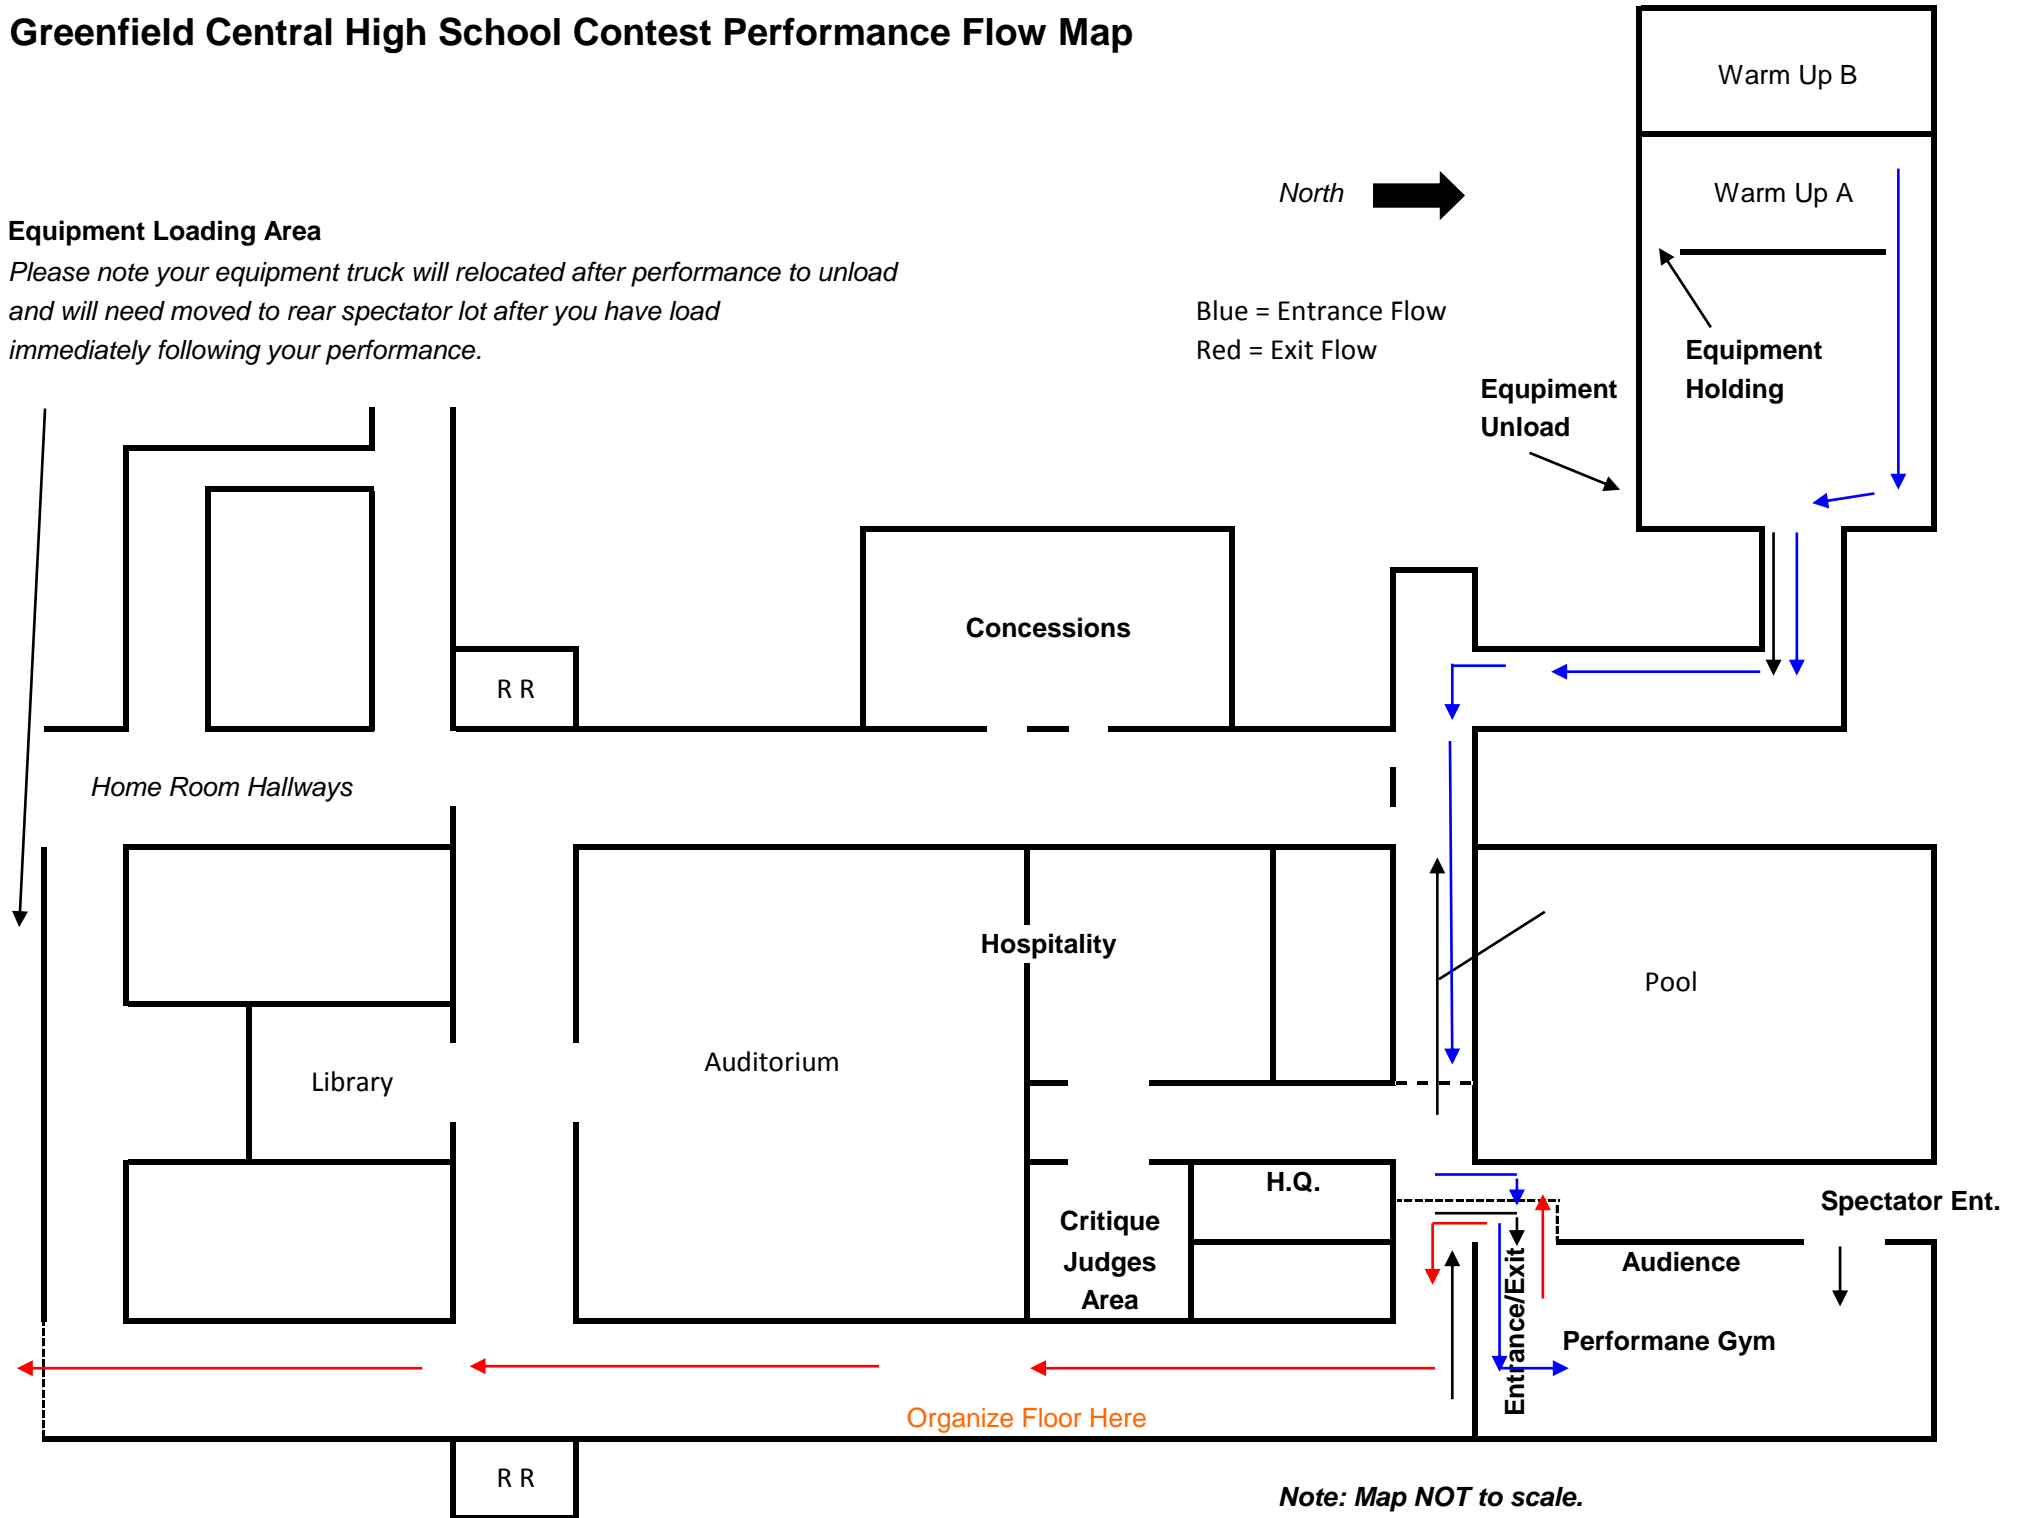 Greenfield Central High School Contest Performance Flow Map
Warm Up B
North
Warm Up A
Equipment Loading Area
Please note your equipment truck will relocated after performance to unload
and will need moved to rear spectator lot after you have load
immediately following your performance.
Blue = Entrance Flow
Red = Exit Flow
Equipment
Holding
Equpiment
Unload
Concessions
R R
Home Room Hallways
Hospitality
Pool
Auditorium
Library
H.Q.
Spectator Ent.
Critique
Judges
Area
Audience
Entrance/Exit
Performane Gym
Organize Floor Here
R R
Note: Map NOT to scale.